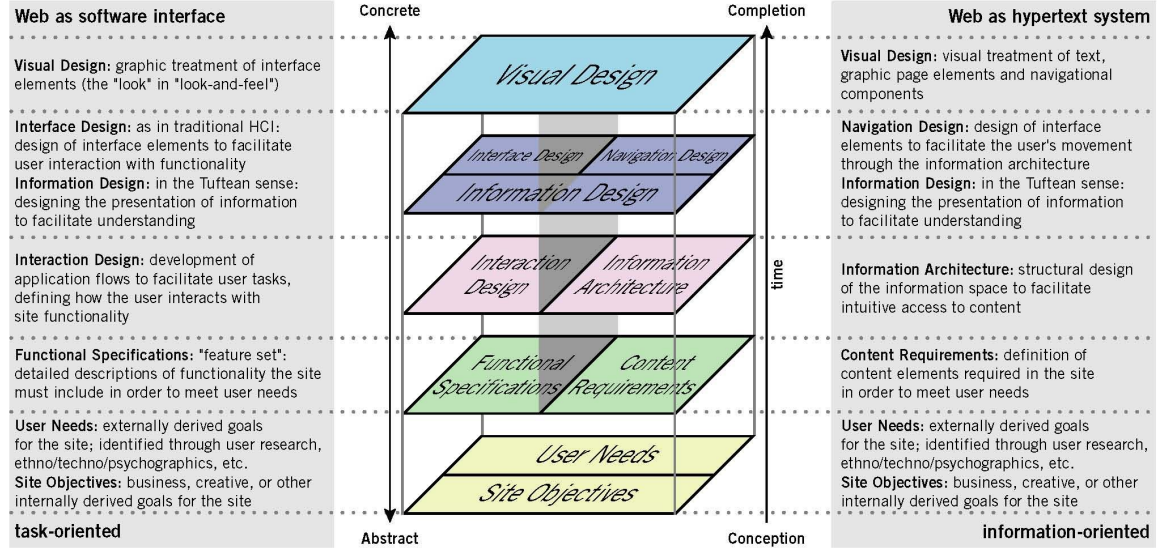 Web as software interface
Visual Design: graphic treatment of interface
elements (the "look" in "look-and-feel")
Interface Design: as in traditional HCI:
design of interface elements to facilitate
user interaction with functionality
Information Design: in the Tuftean sense:
designing the presentation of information
to facilitate understanding
Interaction Design: development of
application flows to facilitate user tasks,
defining how the user interacts with
site functionality
Functional Specifications: "feature set":
detailed descriptions of functionality the site
must include in order to meet user needs
User Needs: externally derived goals
for the site; identified through user research,
ethno/techno/psychographics, etc.
Site Objectives: business, creative, or other
internally derived goals for the site
task-oriented
Concrete
Completion
Visual Design
Interface Design
Navigation Design
Information Design
Interaction
Design
Information
Architecture
time
Functional
Specifications
Content
Requirements
User Needs
Site Objectives
Abstract
Conception
Web as hypertext system
Visual Design: visual treatment of text,
graphic page elements and navigational
components
Navigation Design: design of interface
elements to facilitate the user's movement
through the information architecture
Information Design: in the Tuftean sense:
designing the presentation of information
to facilitate understanding
Information Architecture: structural design
of the information space to facilitate
intuitive access to content
Content Requirements: definition of
content elements required in the site
in order to meet user needs
User Needs: externally derived goals
for the site; identified through user research,
ethno/techno/psychographics, etc.
Site Objectives: business, creative, or other
internally derived goals for the site
information-oriented